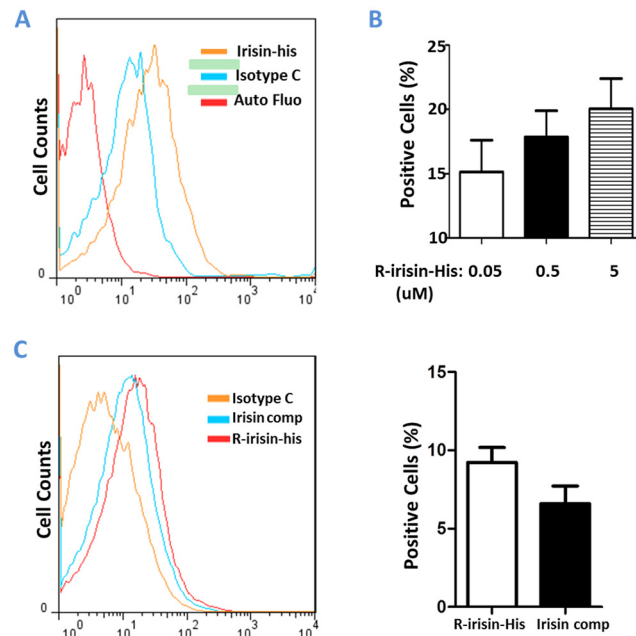 A
Cell Counts
Irisin-his
Isotype C
Auto Fluo
0
10^0 10^1 10^2 10^3 10^4
B
Positive Cells (%)
25
20
15
10
R-irisin-His: 0.05 0.5 5
(uM)
C
Cell Counts
Isotype C
Irisin comp
R-irisin-his
0
10^0 10^1 10^2 10^3 10^4
Positive Cells (%)
15
10
5
0
R-irisin-His Irisin comp